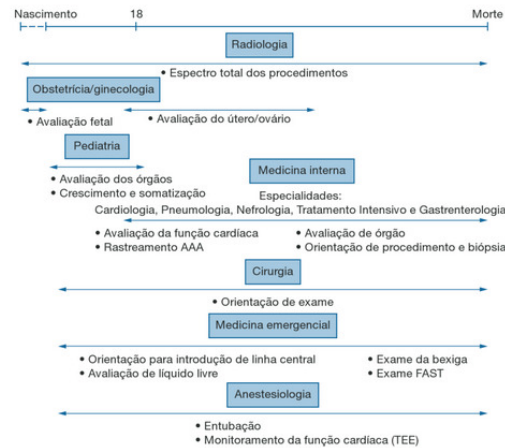 Nascimento 18 Morte
Radiologia
• Espectro total dos procedimentos
Obstetrícia/ginecologia
• Avaliação fetal
• Avaliação do útero/ovário
Pediatria
• Avaliação dos órgãos
• Crescimento e somatização
Medicina interna
Especialidades:
Cardiologia, Pneumologia, Nefrologia, Tratamento Intensivo e Gastrenterologia
• Avaliação da função cardíaca
• Rastreamento AAA
• Avaliação de órgão
• Orientação de procedimento e biópsia
Cirurgia
• Orientação de exame
Medicina emergencial
• Orientação para introdução de linha central
• Avaliação de líquido livre
• Exame da bexiga
• Exame FAST
Anestesiologia
• Entubação
• Monitoramento da função cardíaca (TEE)